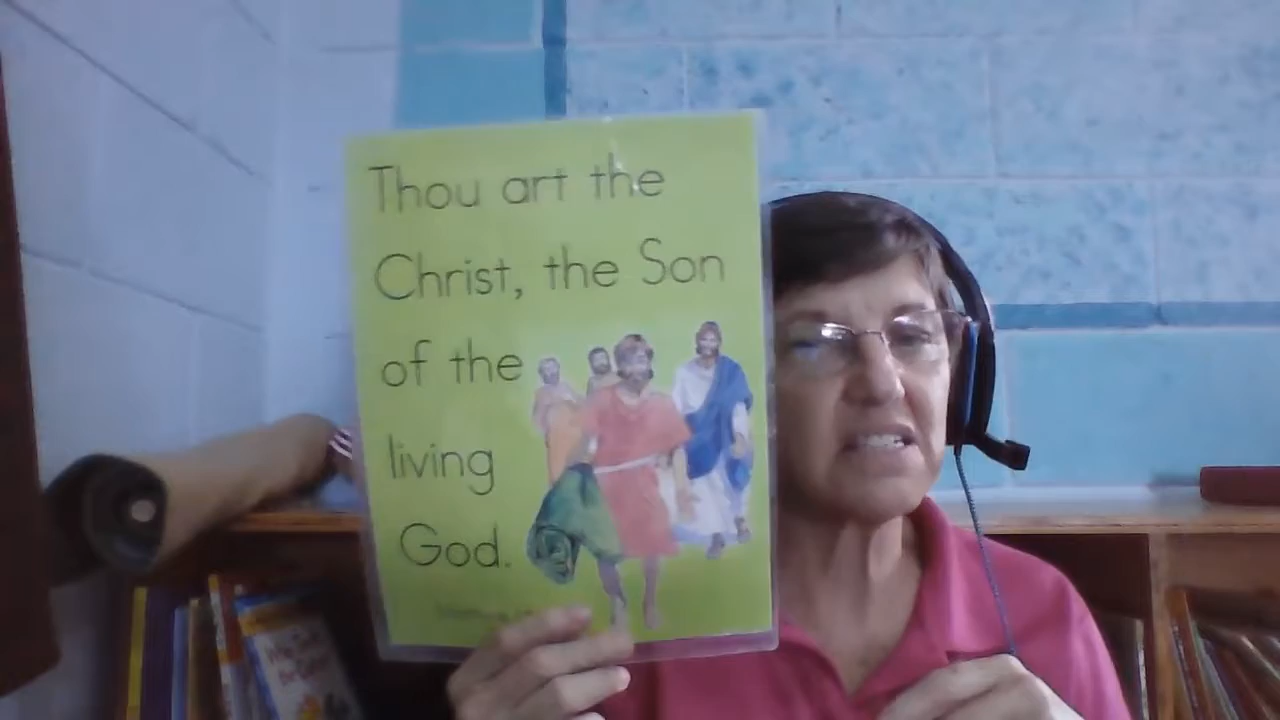 Thou art the
Christ, the Son
of the
living
God.